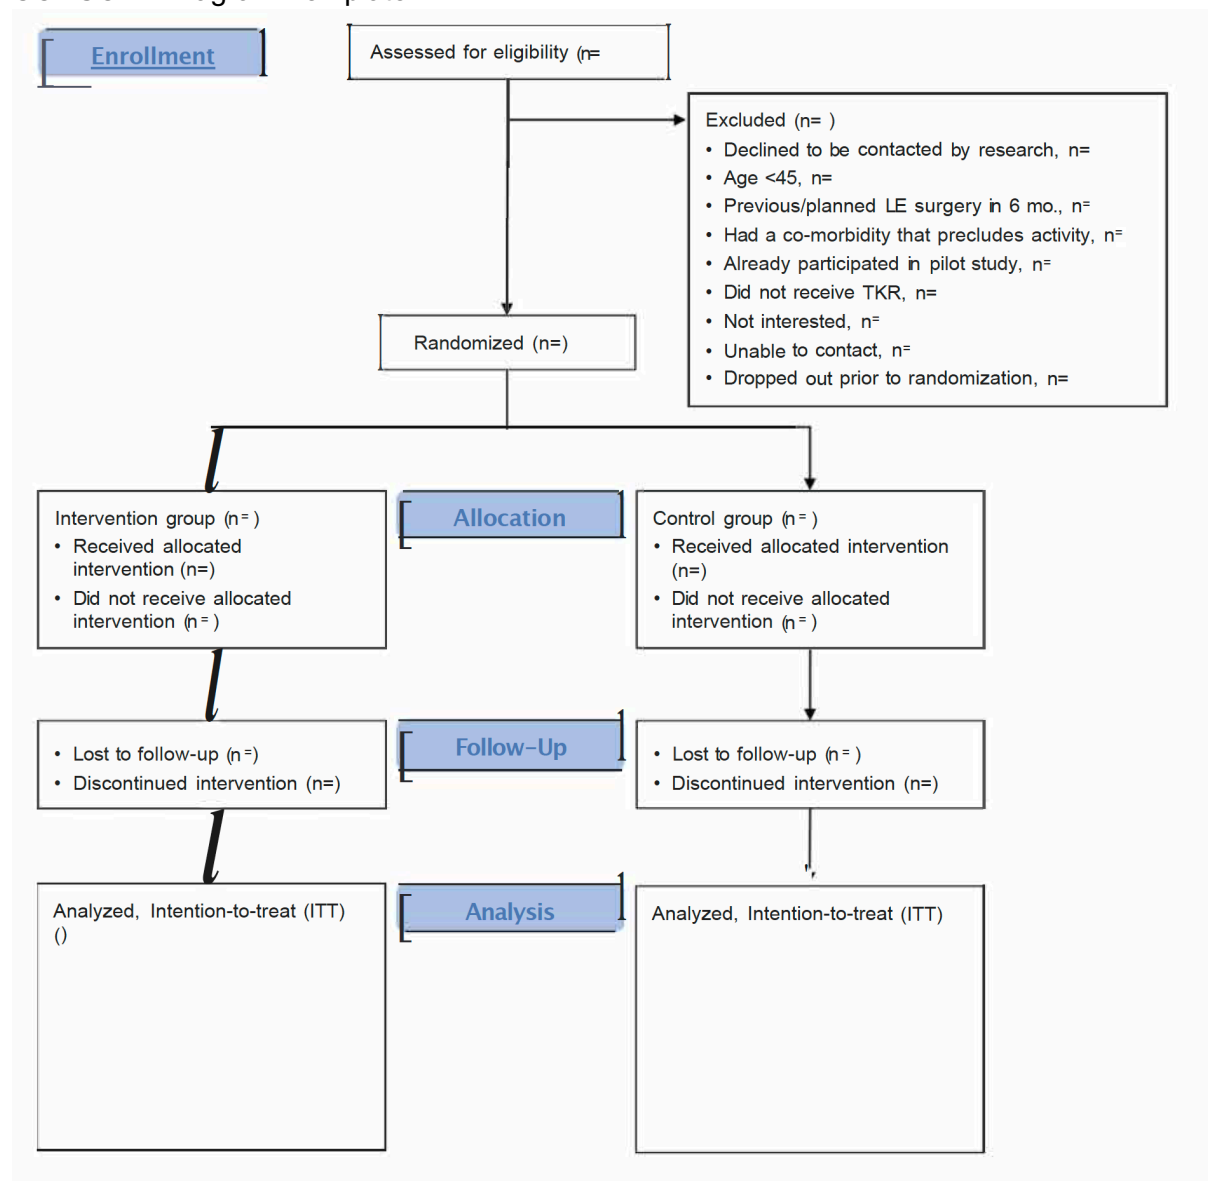 Enrollment
Assessed for eligibility (n=
Excluded (n= )
• Declined to be contacted by research, n=
• Age <45, n=
• Previous/planned LE surgery in 6 mo., n=
• Had a co-morbidity that precludes activity, n=
• Already participated in pilot study, n=
• Did not receive TKR, n=
• Not interested, n=
• Unable to contact, n=
• Dropped out prior to randomization, n=
Randomized (n=)
Intervention group (n= )
• Received allocated
intervention (n=)
• Did not receive allocated
intervention (n= )
Allocation
Control group (n= )
• Received allocated intervention
(n=)
• Did not receive allocated
intervention (n= )
• Lost to follow-up (n=)
• Discontinued intervention (n=)
Follow-Up
• Lost to follow-up (n= )
• Discontinued intervention (n=)
Analyzed, Intention-to-treat (ITT)
()
Analysis
Analyzed, Intention-to-treat (ITT)